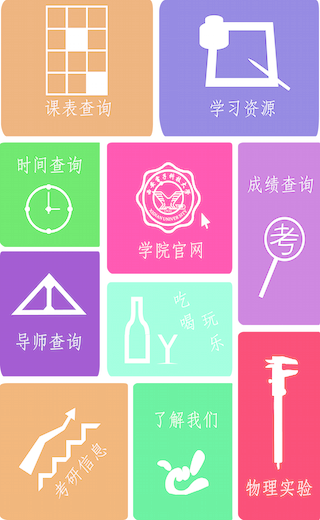 课表查询
学习资源
时间查询
XIDIAN UNIVERSITY
学院官网
成绩查询
考
导师查询
吃喝
玩乐
考研信息
了解我们
物理实验